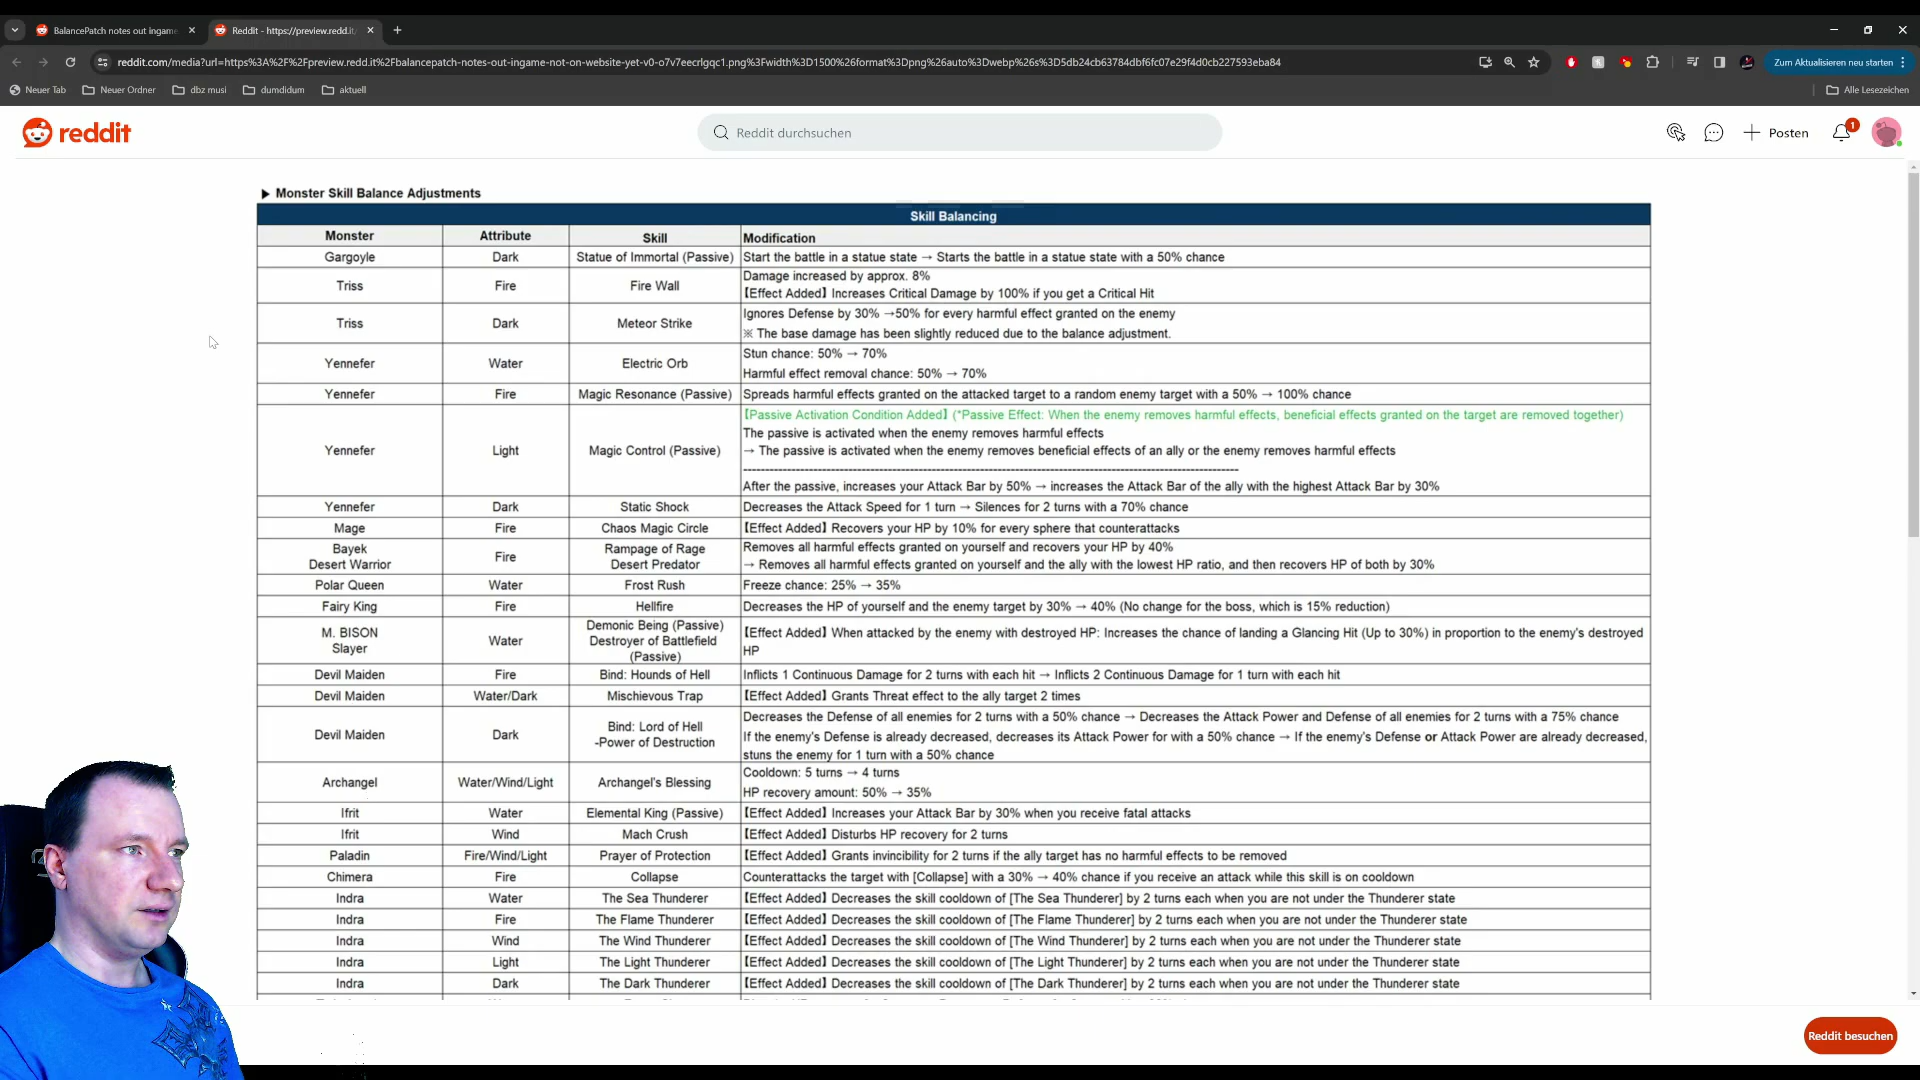 BalancePatch notes out ingame
Reddit - https://preview.redd.it/
reddit.com/media?url=https%3A%2F%2Fpreview.redd.it%2Fbalancepatch-notes-out-ingame-not-on-website-yet-v0-o7v7eecrlgqc1.png%3Fwidth%3D1500%26format%3Dpng%26auto%3Dwebp%26s%3D5db24cb63784dbf6fc07e29f4d0cb227593eba84
Zum Aktualisieren neu starten
Neuer Tab
Neuer Ordner
dbz musi
dumdidum
aktuell
Alle Lesezeichen
reddit
Reddit durchsuchen
Posten
1
▶ Monster Skill Balance Adjustments
Skill Balancing
Monster Attribute Skill Modification
Gargoyle Dark Statue of Immortal (Passive) Start the battle in a statue state → Starts the battle in a statue state with a 50% chance
Triss Fire Fire Wall Damage increased by approx. 8%
【Effect Added】 Increases Critical Damage by 100% if you get a Critical Hit
Triss Dark Meteor Strike Ignores Defense by 30% →50% for every harmful effect granted on the enemy
※ The base damage has been slightly reduced due to the balance adjustment.
Yennefer Water Electric Orb Stun chance: 50% → 70%
Harmful effect removal chance: 50% → 70%
Yennefer Fire Magic Resonance (Passive) Spreads harmful effects granted on the attacked target to a random enemy target with a 50% → 100% chance
Yennefer Light Magic Control (Passive) 【Passive Activation Condition Added】 (*Passive Effect: When the enemy removes harmful effects, beneficial effects granted on the target are removed together)
The passive is activated when the enemy removes harmful effects
→ The passive is activated when the enemy removes beneficial effects of an ally or the enemy removes harmful effects
After the passive, increases your Attack Bar by 50% → increases the Attack Bar of the ally with the highest Attack Bar by 30%
Yennefer Dark Static Shock Decreases the Attack Speed for 1 turn → Silences for 2 turns with a 70% chance
Mage Fire Chaos Magic Circle 【Effect Added】 Recovers your HP by 10% for every sphere that counterattacks
Bayek
Desert Warrior Fire Rampage of Rage
Desert Predator Removes all harmful effects granted on yourself and recovers your HP by 40%
→ Removes all harmful effects granted on yourself and the ally with the lowest HP ratio, and then recovers HP of both by 30%
Polar Queen Water Frost Rush Freeze chance: 25% → 35%
Fairy King Fire Hellfire Decreases the HP of yourself and the enemy target by 30% → 40% (No change for the boss, which is 15% reduction)
M. BISON
Slayer Water Demonic Being (Passive)
Destroyer of Battlefield
(Passive) 【Effect Added】 When attacked by the enemy with destroyed HP: Increases the chance of landing a Glancing Hit (Up to 30%) in proportion to the enemy's destroyed
HP
Devil Maiden Fire Bind: Hounds of Hell Inflicts 1 Continuous Damage for 2 turns with each hit → Inflicts 2 Continuous Damage for 1 turn with each hit
Devil Maiden Water/Dark Mischievous Trap 【Effect Added】 Grants Threat effect to the ally target 2 times
Devil Maiden Dark Bind: Lord of Hell
-Power of Destruction Decreases the Defense of all enemies for 2 turns with a 50% chance → Decreases the Attack Power and Defense of all enemies for 2 turns with a 75% chance
If the enemy's Defense is already decreased, decreases its Attack Power for with a 50% chance → If the enemy's Defense or Attack Power are already decreased,
stuns the enemy for 1 turn with a 50% chance
Archangel Water/Wind/Light Archangel's Blessing Cooldown: 5 turns → 4 turns
HP recovery amount: 50% → 35%
Ifrit Water Elemental King (Passive) 【Effect Added】 Increases your Attack Bar by 30% when you receive fatal attacks
Ifrit Wind Mach Crush 【Effect Added】 Disturbs HP recovery for 2 turns
Paladin Fire/Wind/Light Prayer of Protection 【Effect Added】 Grants invincibility for 2 turns if the ally target has no harmful effects to be removed
Chimera Fire Collapse Counterattacks the target with [Collapse] with a 30% → 40% chance if you receive an attack while this skill is on cooldown
Indra Water The Sea Thunderer 【Effect Added】 Decreases the skill cooldown of [The Sea Thunderer] by 2 turns each when you are not under the Thunderer state
Indra Fire The Flame Thunderer 【Effect Added】 Decreases the skill cooldown of [The Flame Thunderer] by 2 turns each when you are not under the Thunderer state
Indra Wind The Wind Thunderer 【Effect Added】 Decreases the skill cooldown of [The Wind Thunderer] by 2 turns each when you are not under the Thunderer state
Indra Light The Light Thunderer 【Effect Added】 Decreases the skill cooldown of [The Light Thunderer] by 2 turns each when you are not under the Thunderer state
Indra Dark The Dark Thunderer 【Effect Added】 Decreases the skill cooldown of [The Dark Thunderer] by 2 turns each when you are not under the Thunderer state
Reddit besuchen